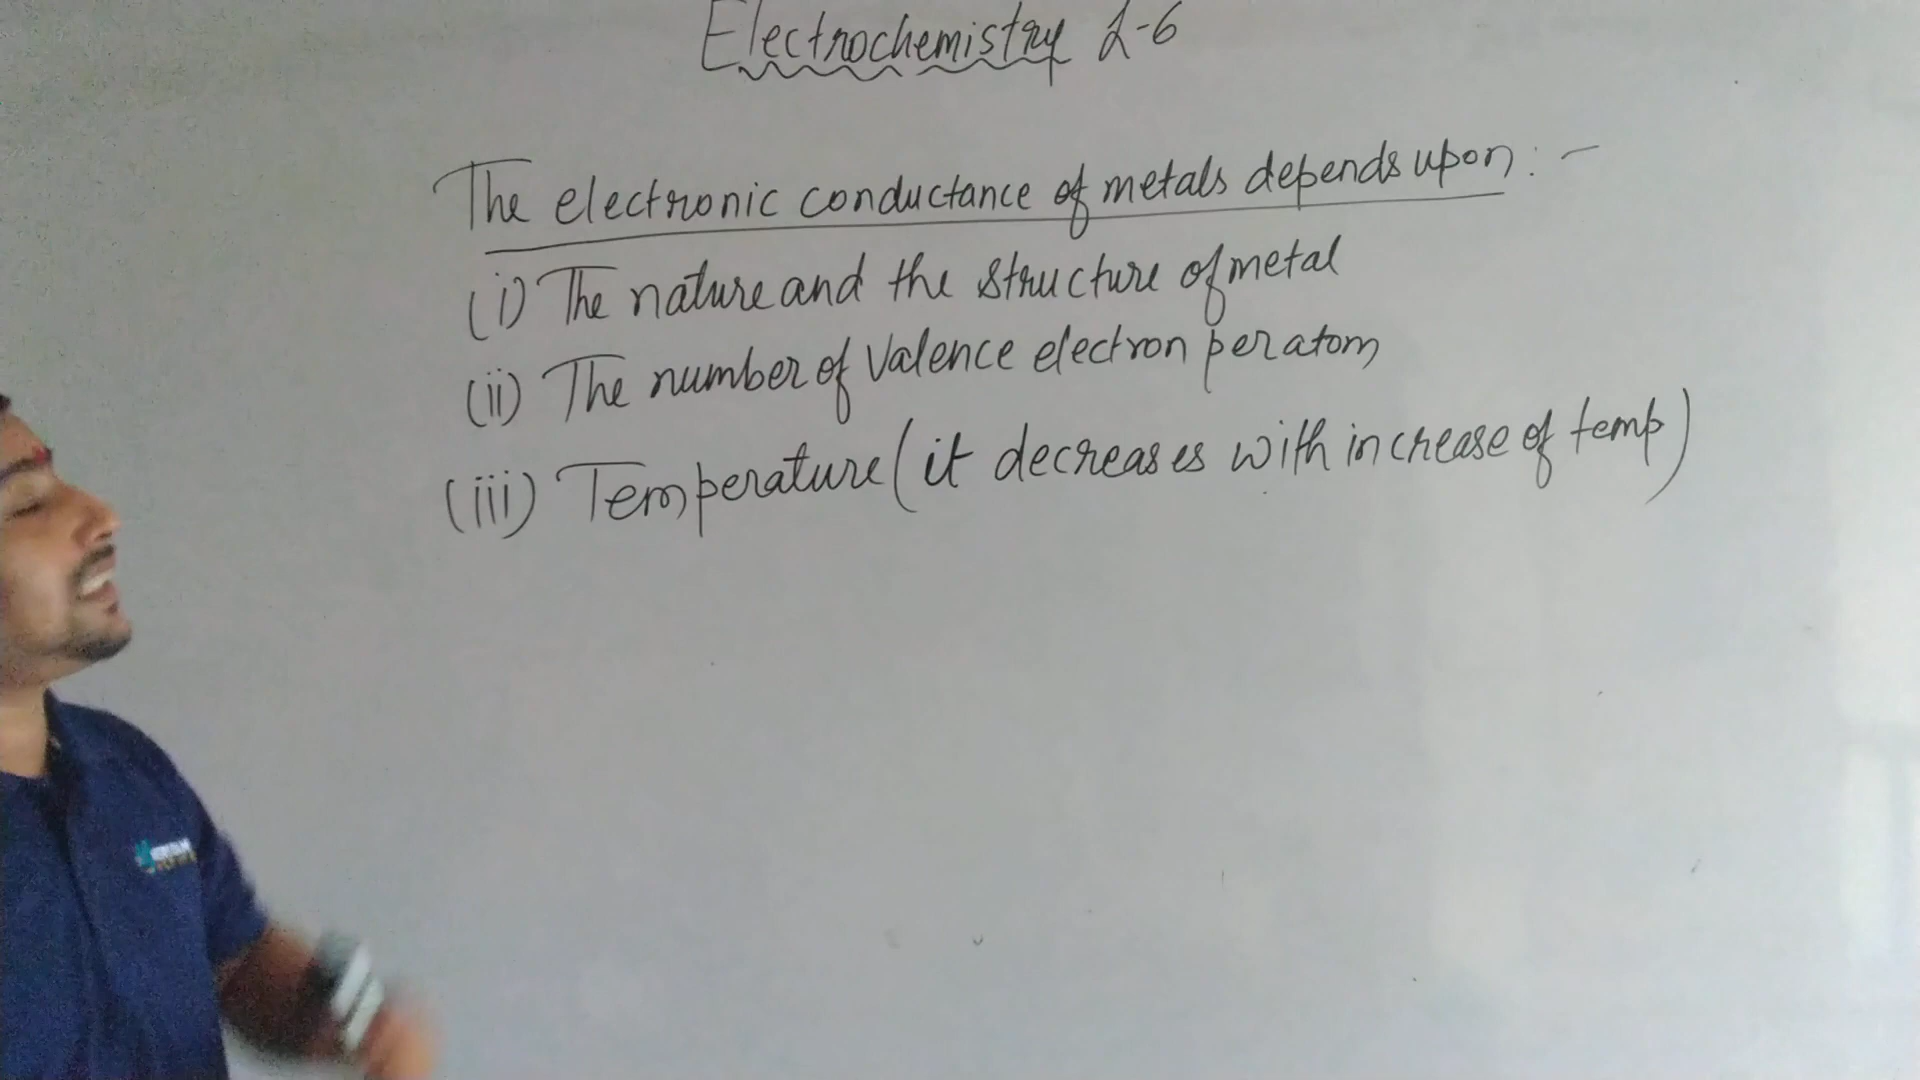 Electrochemistry L-6
The electronic conductance of metals depends upon :-
(i) The nature and the structure of metal
(ii) The number of valence electron per atom
(iii) Temperature (it decreases with increase of temp)